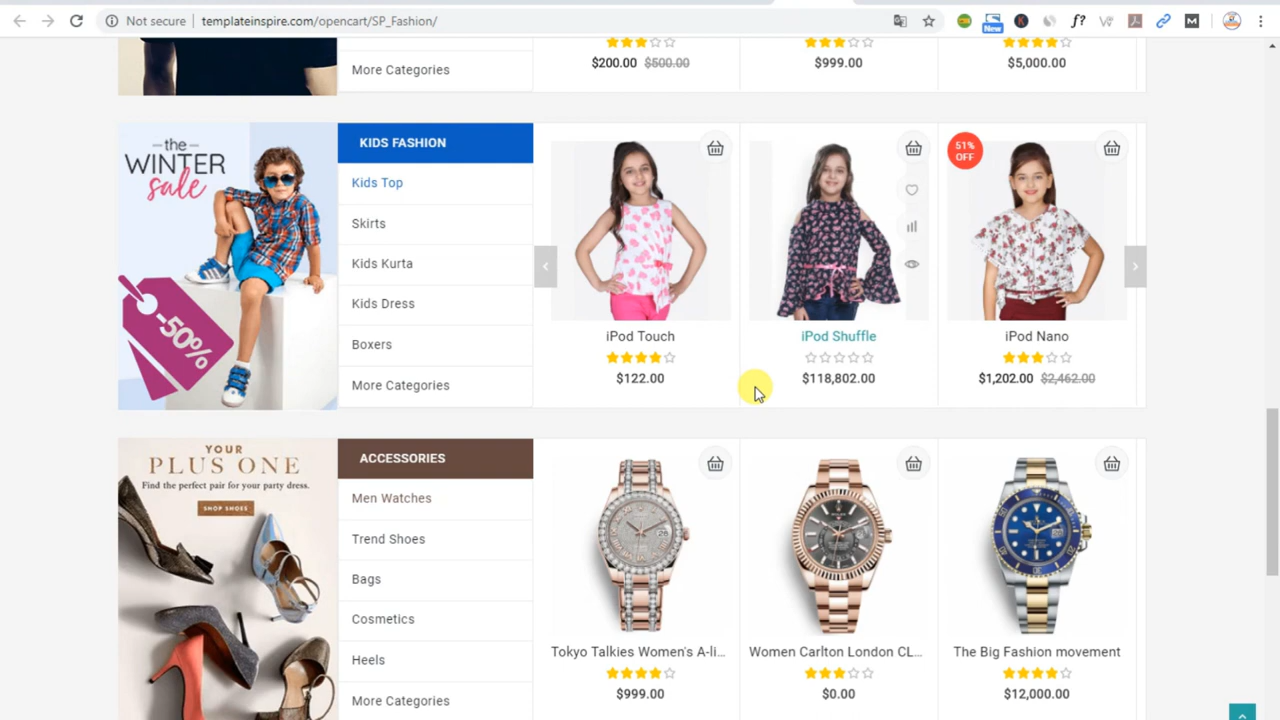 Not secure templateinspire.com/opencart/SP_Fashion/
New
f?
More Categories
$200.00 $500.00
$999.00
$5,000.00
the
WINTER
sale
-50%
KIDS FASHION
Kids Top
Skirts
Kids Kurta
Kids Dress
Boxers
More Categories
iPod Touch
$122.00
iPod Shuffle
$118,802.00
51%
OFF
iPod Nano
$1,202.00 $2,462.00
YOUR
PLUS ONE
Find the perfect pair for your party dress.
SHOP SHOES
ACCESSORIES
Men Watches
Trend Shoes
Bags
Cosmetics
Heels
More Categories
Tokyo Talkies Women's A-li...
$999.00
Women Carlton London CL...
$0.00
The Big Fashion movement
$12,000.00